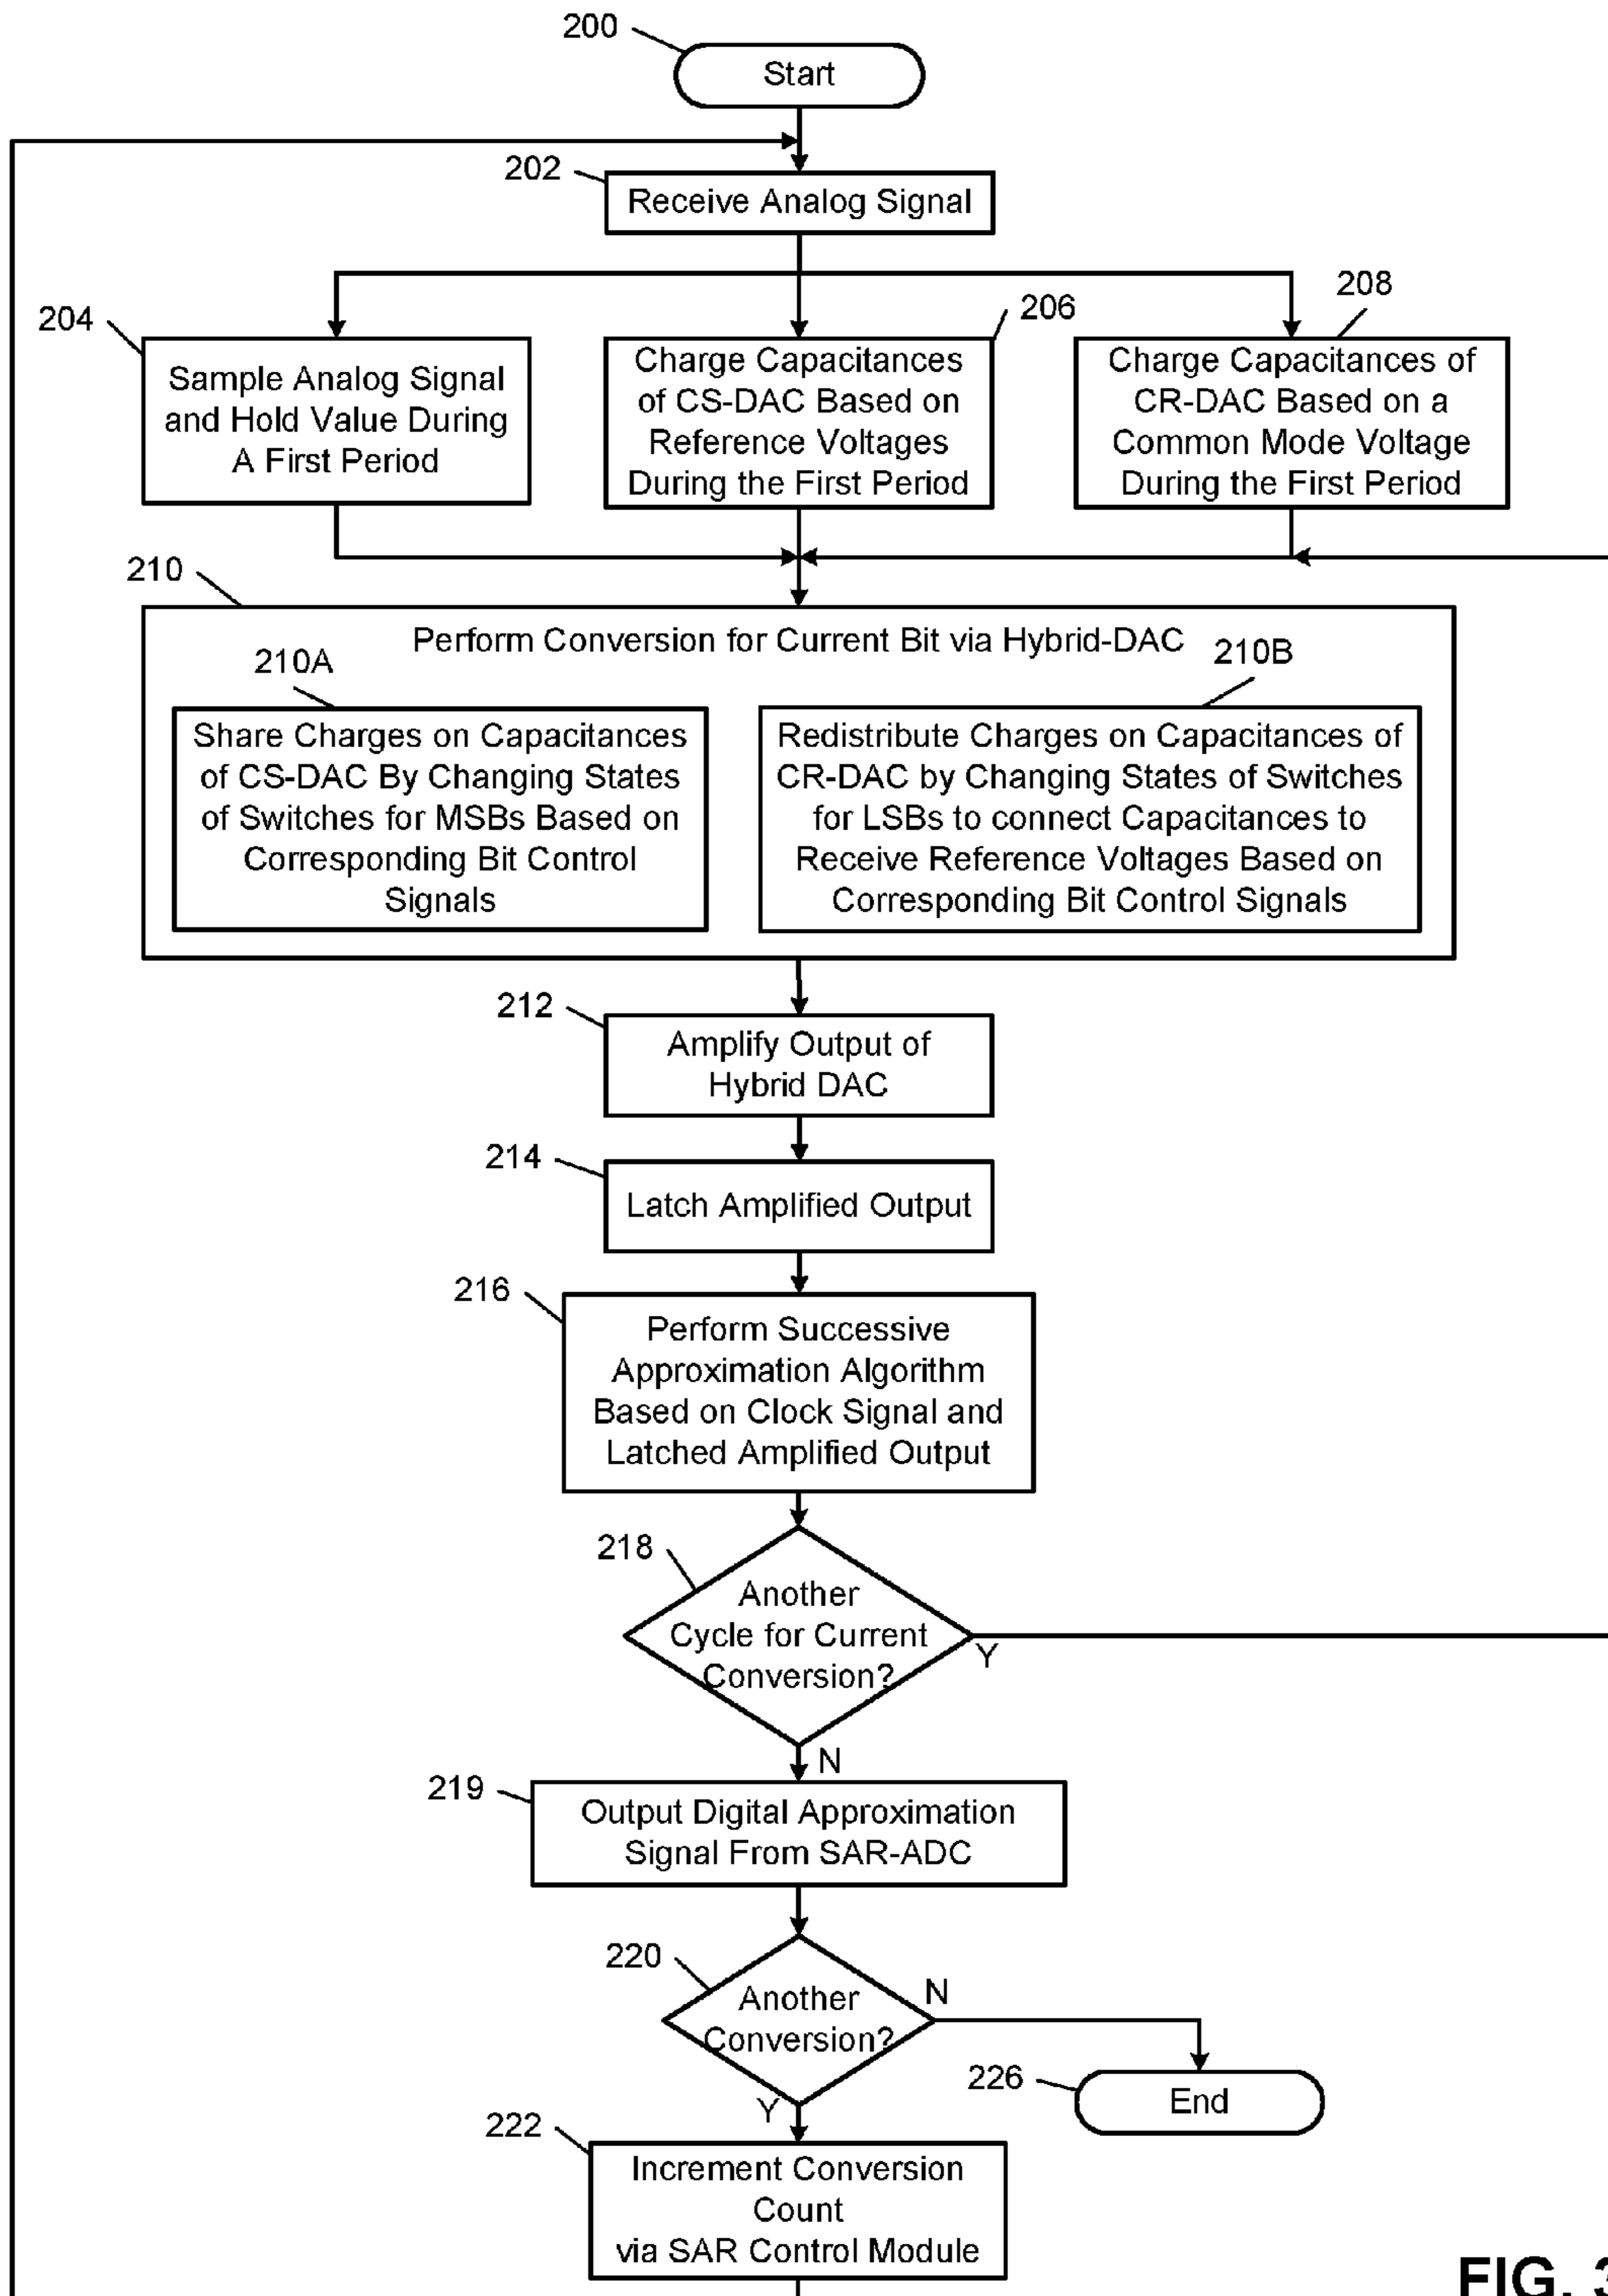 200
Start
202
Receive Analog Signal
204
Sample Analog Signal
and Hold Value During
A First Period
206
Charge Capacitances
of CS-DAC Based on
Reference Voltages
During the First Period
208
Charge Capacitances of
CR-DAC Based on a
Common Mode Voltage
During the First Period
210
Perform Conversion for Current Bit via Hybrid-DAC
210A
Share Charges on Capacitances
of CS-DAC By Changing States
of Switches for MSBs Based on
Corresponding Bit Control
Signals
210B
Redistribute Charges on Capacitances of
CR-DAC by Changing States of Switches
for LSBs to connect Capacitances to
Receive Reference Voltages Based on
Corresponding Bit Control Signals
212
Amplify Output of
Hybrid DAC
214
Latch Amplified Output
216
Perform Successive
Approximation Algorithm
Based on Clock Signal and
Latched Amplified Output
218
Another
Cycle for Current
Conversion?
Y
N
219
Output Digital Approximation
Signal From SAR-ADC
220
Another
Conversion?
N
226
End
Y
222
Increment Conversion
Count
via SAR Control Module
FIG. 3